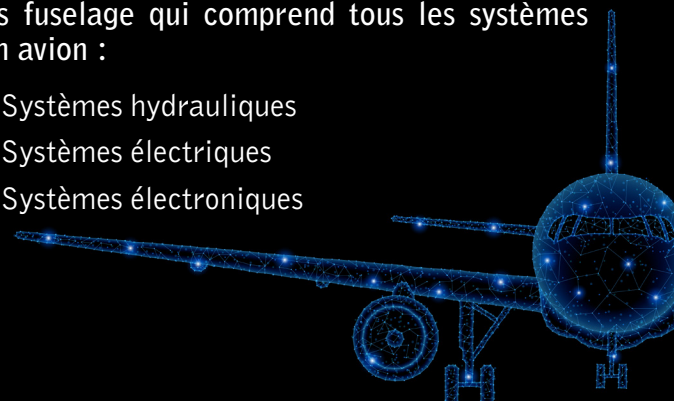 s fuselage qui comprend tous les systèmes
n avion :
Systèmes hydrauliques
Systèmes électriques
Systèmes électroniques